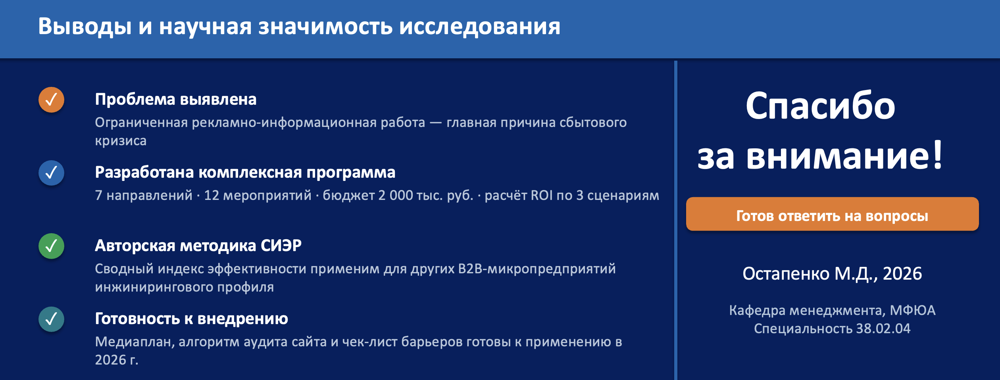 Выводы и научная значимость исследования
✓ Проблема выявлена
Ограниченная рекламно-информационная работа — главная причина сбытового
кризиса
✓ Разработана комплексная программа
7 направлений · 12 мероприятий · бюджет 2 000 тыс. руб. · расчёт ROI по 3 сценариям
✓ Авторская методика СИЭР
Сводный индекс эффективности применим для других B2B-микропредприятий
инжинирингового профиля
✓ Готовность к внедрению
Медиаплан, алгоритм аудита сайта и чек-лист барьеров готовы к применению в
2026 г.
Спасибо
за внимание!
Готов ответить на вопросы
Остапенко М.Д., 2026
Кафедра менеджмента, МФЮА
Специальность 38.02.04